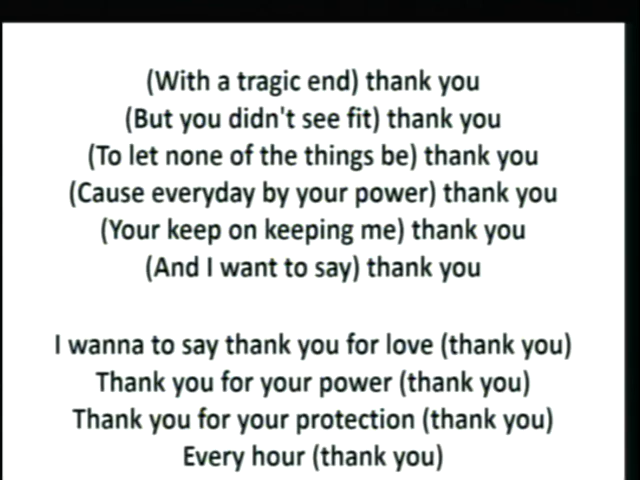 (With a tragic end) thank you
(But you didn't see fit) thank you
(To let none of the things be) thank you
(Cause everyday by your power) thank you
(Your keep on keeping me) thank you
(And I want to say) thank you
I wanna to say thank you for love (thank you)
Thank you for your power (thank you)
Thank you for your protection (thank you)
Every hour (thank you)